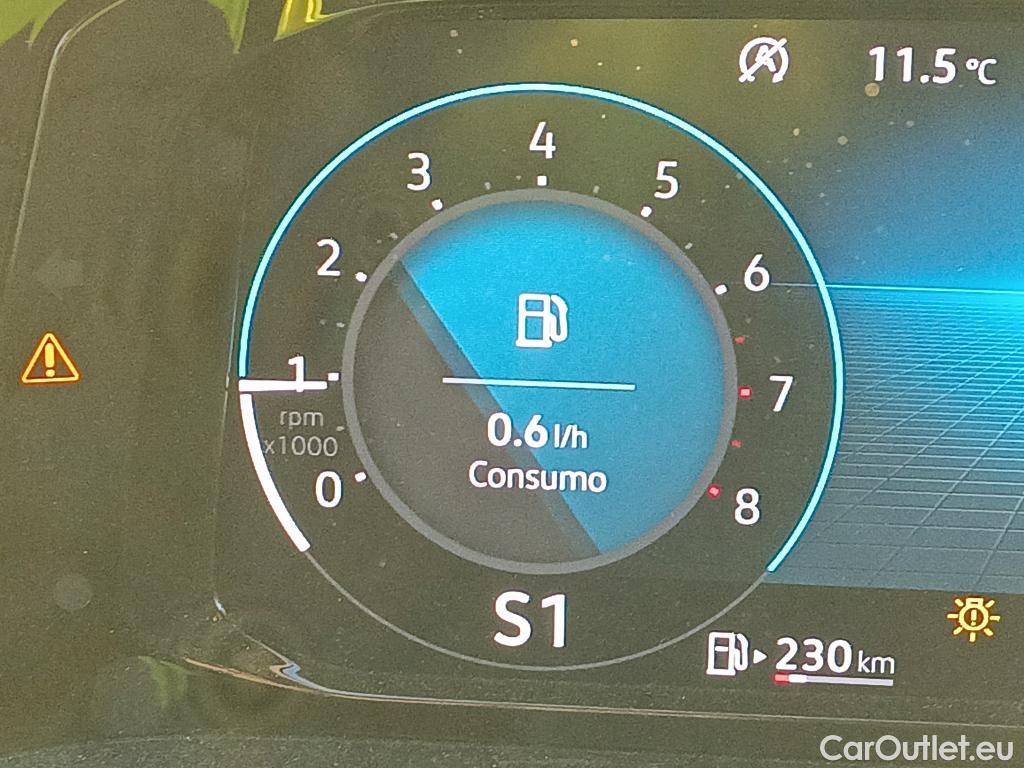 11.5 °C
4
3
5
2
6
1
7
rpm
x1000
0.6 l/h
Consumo
0
8
S1
230 km
CarOutlet.eu